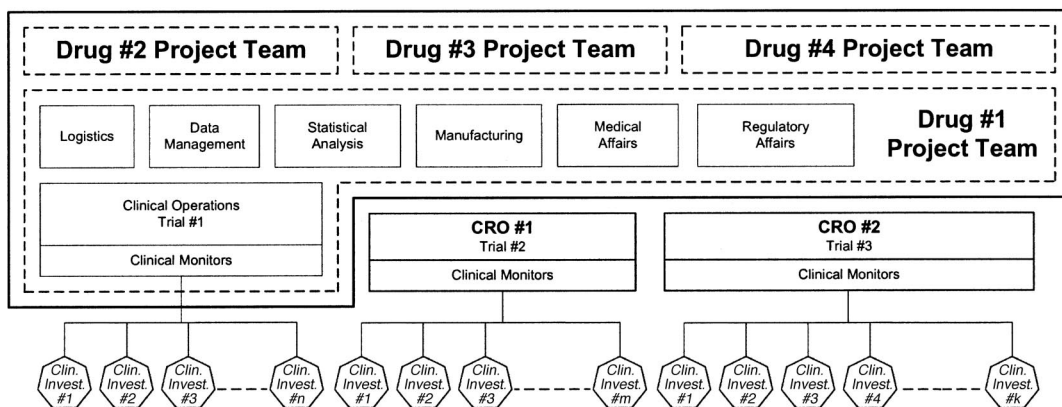 Drug #2 Project Team
Drug #3 Project Team
Drug #4 Project Team
Logistics
Data
Management
Statistical
Analysis
Manufacturing
Medical
Affairs
Regulatory
Affairs
Drug #1
Project Team
Clinical Operations
Trial #1
Clinical Monitors
CRO #1
Trial #2
Clinical Monitors
CRO #2
Trial #3
Clinical Monitors
Clin.
Invest.
#1
Clin.
Invest.
#2
Clin.
Invest.
#3
Clin.
Invest.
#n
Clin.
Invest.
#1
Clin.
Invest.
#2
Clin.
Invest.
#3
Clin.
Invest.
#m
Clin.
Invest.
#1
Clin.
Invest.
#2
Clin.
Invest.
#3
Clin.
Invest.
#4
Clin.
Invest.
#k